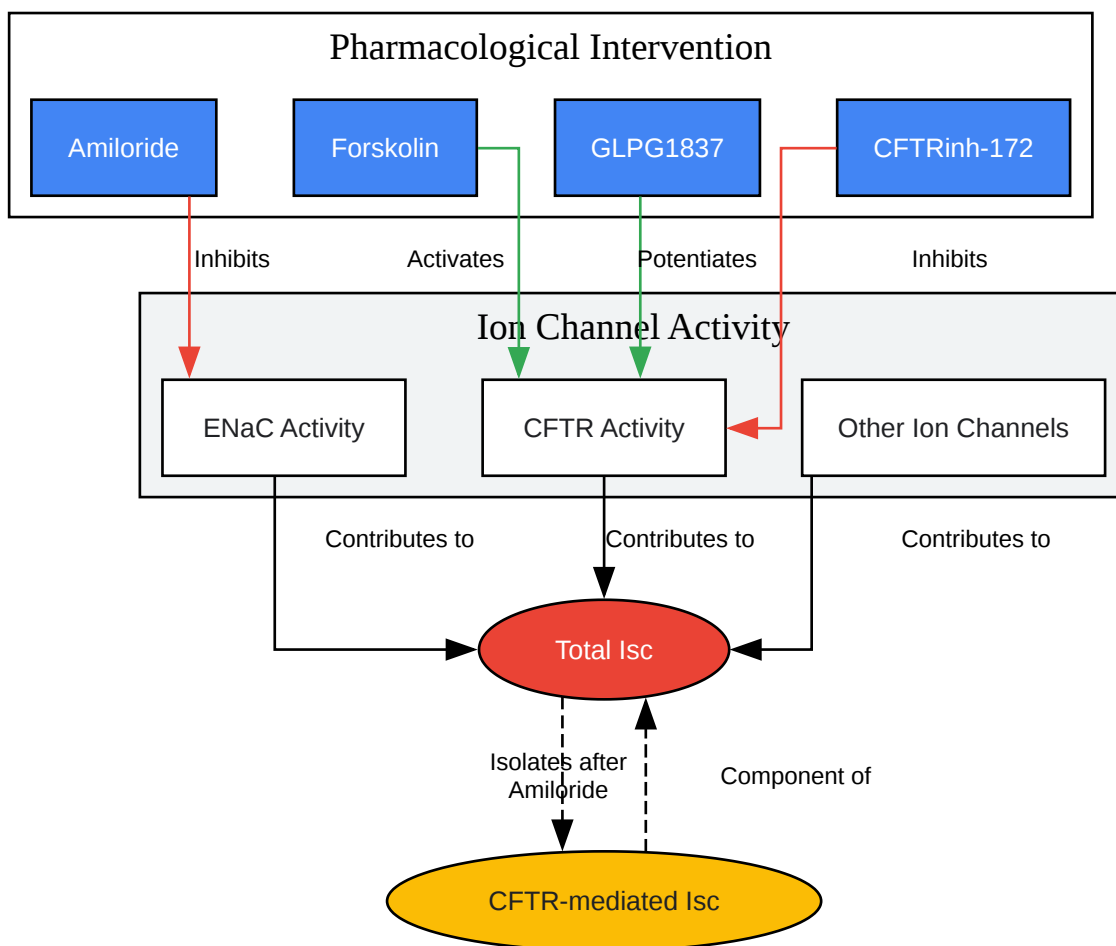 Pharmacological Intervention
Amiloride
Forskolin
GLPG1837
CFTRinh-172
Inhibits
Activates
Potentiates
Inhibits
Ion Channel Activity
ENaC Activity
CFTR Activity
Other Ion Channels
Contributes to
Contributes to
Contributes to
Total Isc
Isolates after
Amiloride
Component of
CFTR-mediated Isc